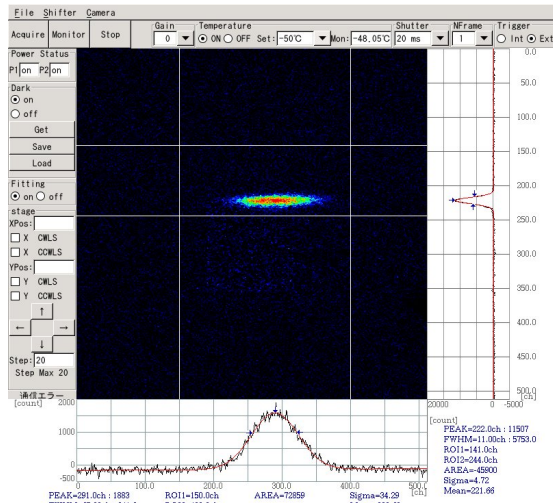 File Shifter Camera
Acquire Monitor Stop
Gain
0
Temperature
ON OFF Set: -50℃ Mon: -48.05℃
Shutter
20 ms
NFrame
1
Trigger
Int Ext
Power Status
P1 on P2 on
Dark
on
off
Get
Save
Load
Fitting
on off
stage
XPos:
X CWLS
X CCWLS
YPos:
Y CWLS
Y CCWLS
↑
← →
↓
Step: 20
Step Max 20
通信エラー
0.0
50.0
100.0
150.0
200.0
250.0
300.0
350.0
400.0
450.0
500.0
[ch]
20000 0 -5000
[count]
[count]
2000
1000
0
-500
0.0 100.0 200.0 300.0 400.0 500.0
[ch]
PEAK=291.0ch : 1883 ROI1=150.0ch AREA=72859 Sigma=34.29
PEAK=222.0ch : 11507
FWHM=11.00ch : 5753.0
ROI1=141.0ch
ROI2=244.0ch
AREA=-45900
Sigma=4.72
Mean=221.66